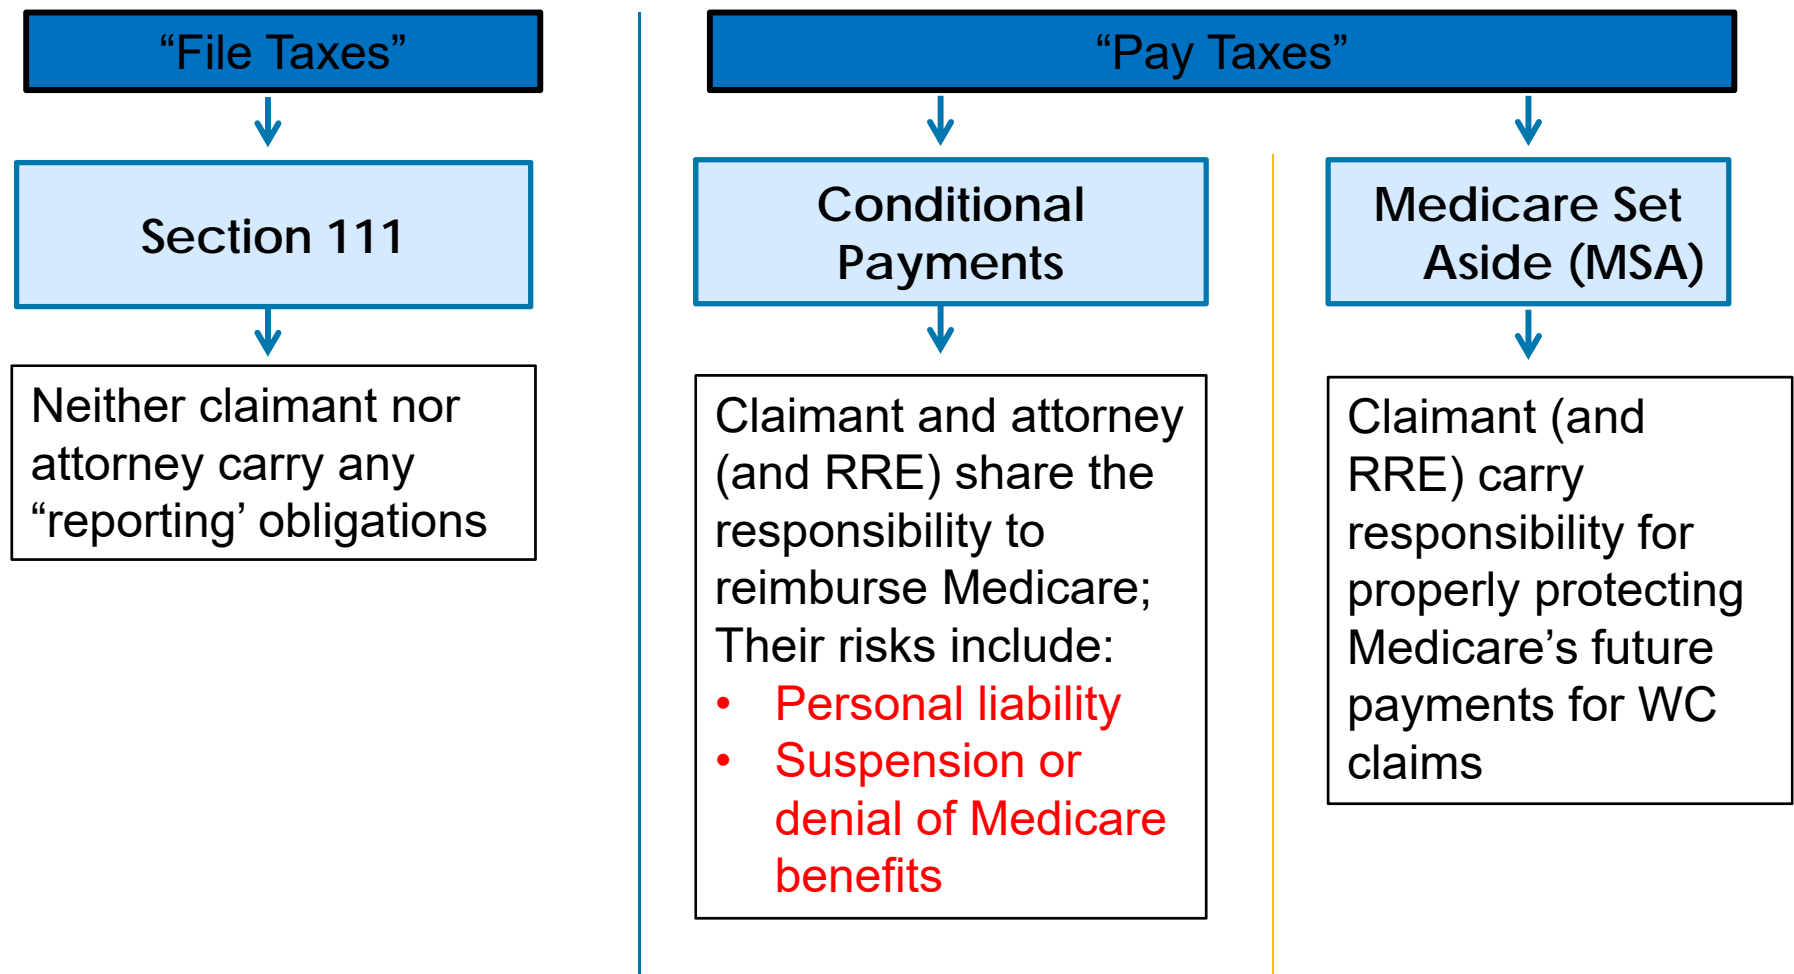 “File Taxes”
Section 111
Neither claimant nor
attorney carry any
“reporting’ obligations
“Pay Taxes”
Conditional
Payments
Claimant and attorney
(and RRE) share the
responsibility to
reimburse Medicare;
Their risks include:
• Personal liability
• Suspension or
denial of Medicare
benefits
Medicare Set
Aside (MSA)
Claimant (and
RRE) carry
responsibility for
properly protecting
Medicare’s future
payments for WC
claims